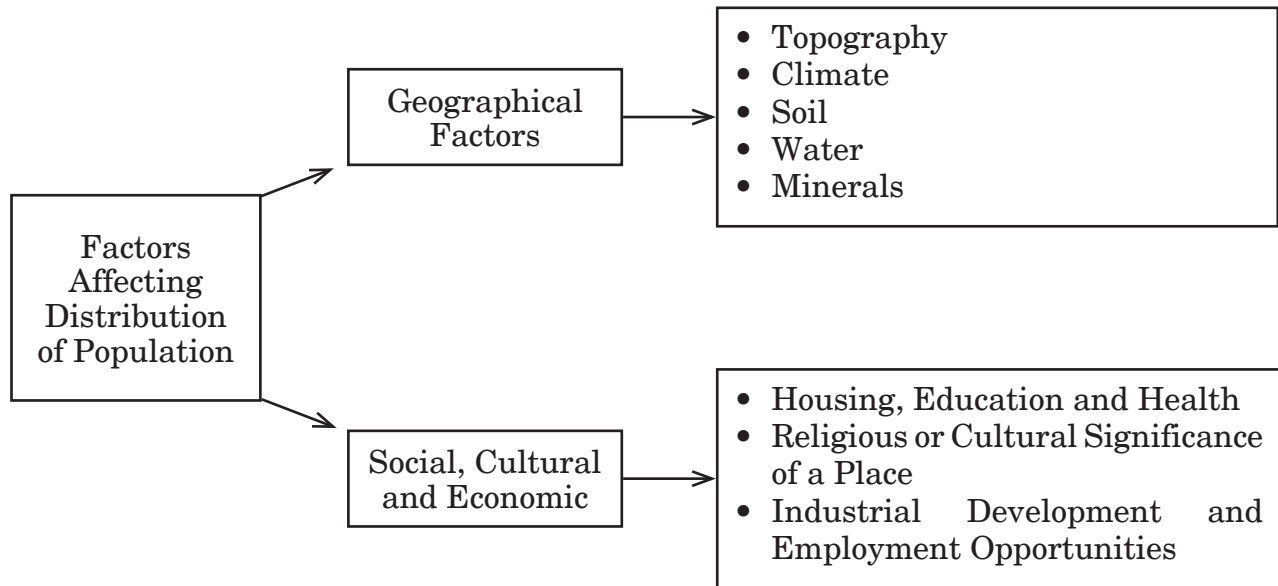 Factors
Affecting
Distribution
of Population
Geographical
Factors
• Topography
• Climate
• Soil
• Water
• Minerals
Social, Cultural
and Economic
• Housing, Education and Health
• Religious or Cultural Significance
of a Place
• Industrial Development and
Employment Opportunities